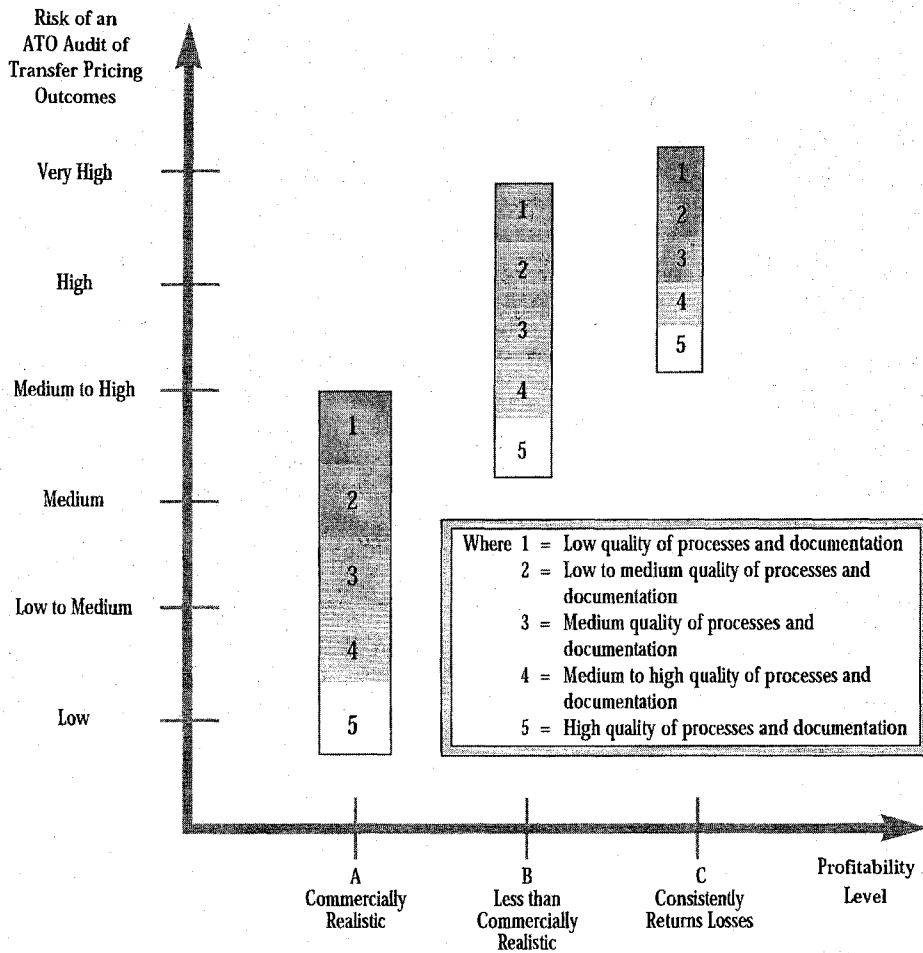 Risk of an
ATO Audit of
Transfer Pricing
Outcomes
Very High
High
Medium to High
Medium
Low to Medium
Low
1
2
3
4
5
1
2
3
4
5
1
2
3
4
5
Where 1 = Low quality of processes and documentation
2 = Low to medium quality of processes and
documentation
3 = Medium quality of processes and
documentation
4 = Medium to high quality of processes and
documentation
5 = High quality of processes and documentation
A
Commercially
Realistic
B
Less than
Commercially
Realistic
C
Consistently
Returns Losses
Profitability
Level